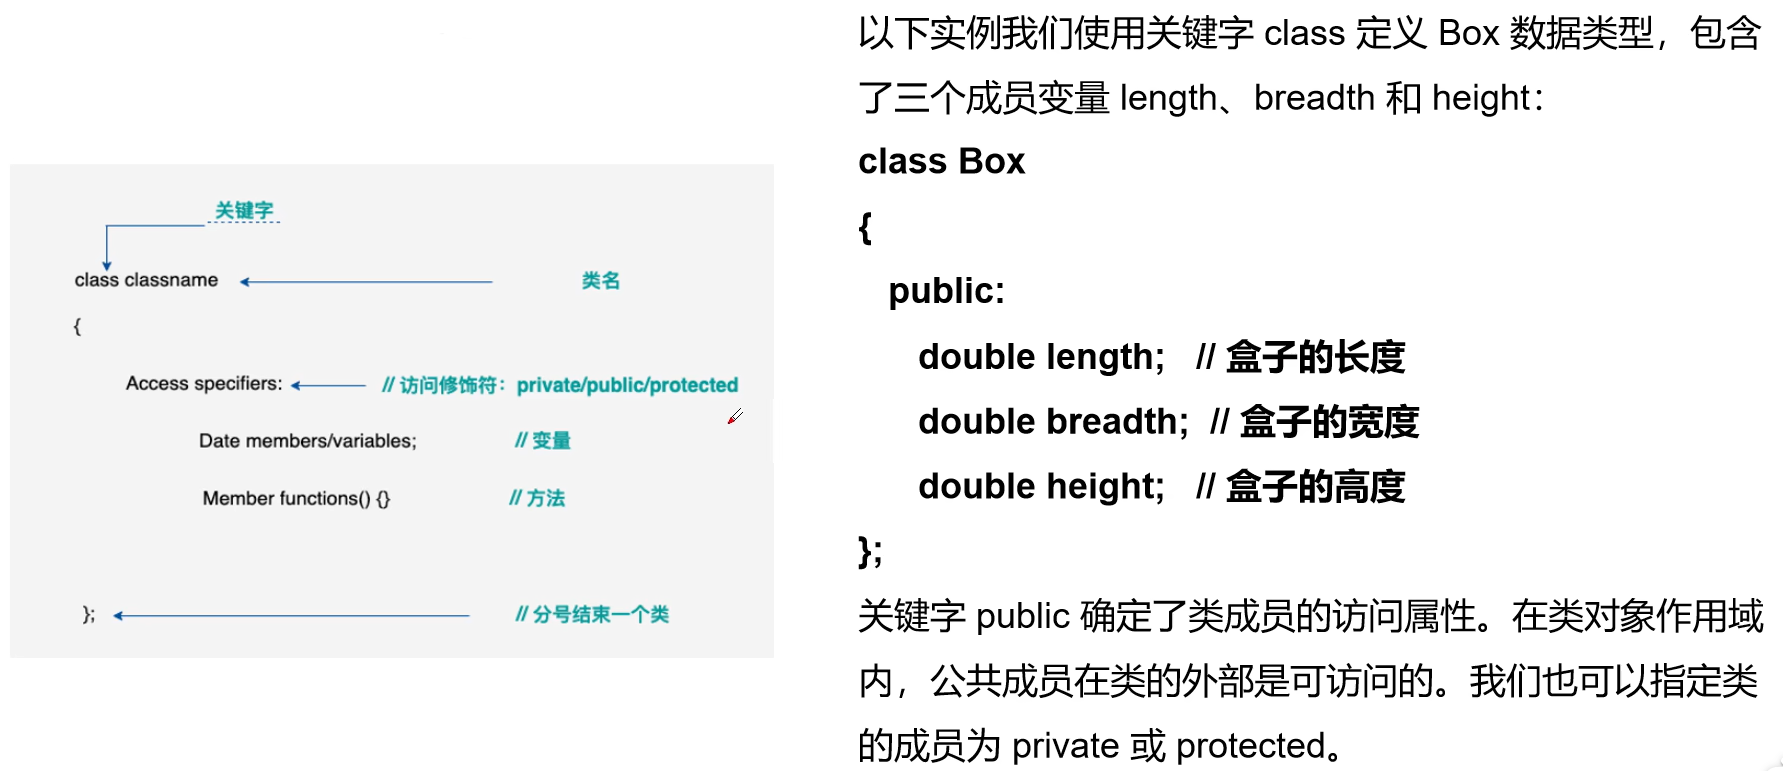 关键字
class classname
类名
{
Access specifiers:
// 访问修饰符：private/public/protected
Date members/variables;
// 变量
Member functions() {}
// 方法
};
// 分号结束一个类
以下实例我们使用关键字 class 定义 Box 数据类型，包含
了三个成员变量 length、breadth 和 height：
class Box
{
public:
double length;   // 盒子的长度
double breadth;  // 盒子的宽度
double height;   // 盒子的高度
};
关键字 public 确定了类成员的访问属性。在类对象作用域
内，公共成员在类的外部是可访问的。我们也可以指定类
的成员为 private 或 protected。